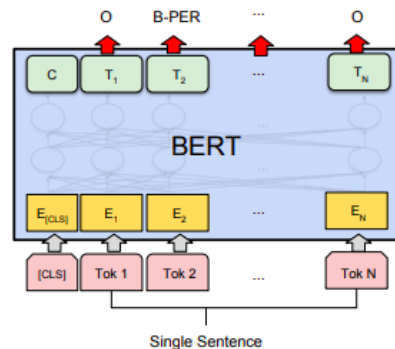 O B-PER ... O
C T1 T2 ... TN
...
BERT
...
E[CLS] E1 E2 ... EN
[CLS] Tok 1 Tok 2 ... Tok N
Single Sentence